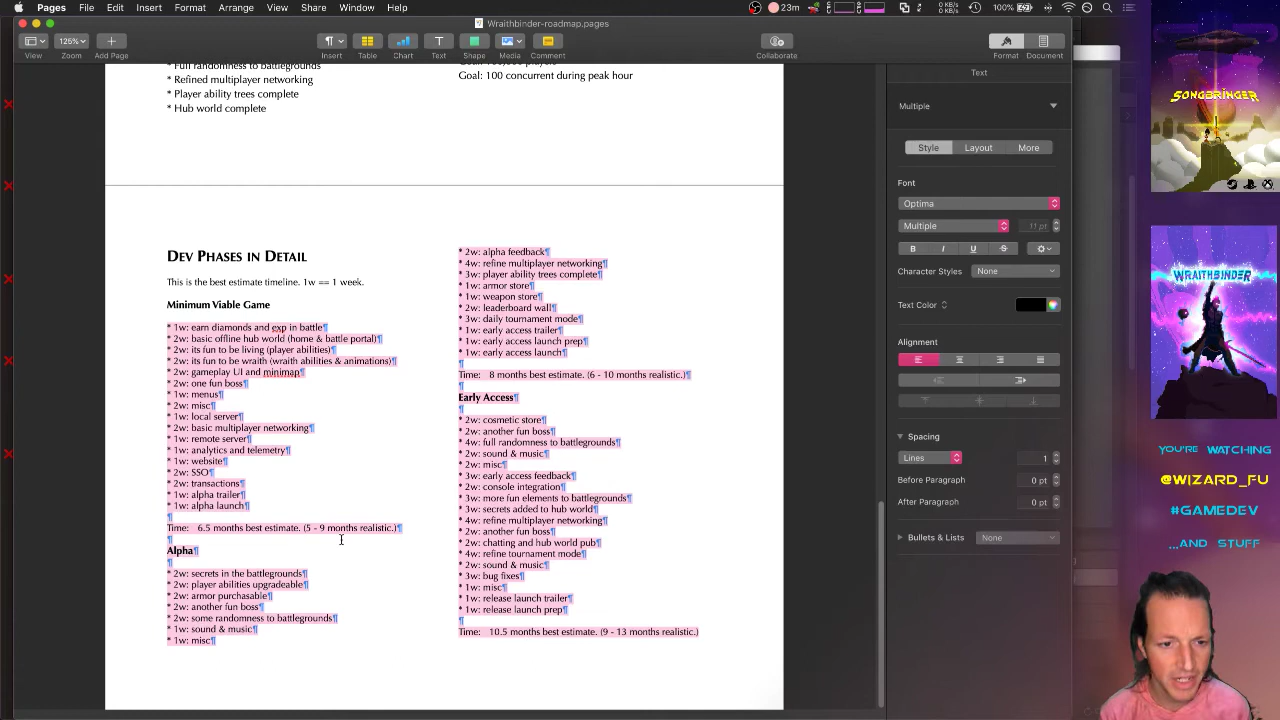 Pages File Edit Insert Format Arrange View Share Window Help
23m
100%
Wraithbinder-roadmap.pages
125%
View Zoom Add Page Insert Table Chart Text Shape Media Comment Collaborate Format Document
* Full randomness to battlegrounds
* Refined multiplayer networking
* Player ability trees complete
* Hub world complete
Goal: 100 concurrent during peak hour
Dev Phases in Detail
This is the best estimate timeline. 1w == 1 week.
Minimum Viable Game
* 1w: earn diamonds and exp in battle¶
* 2w: basic offline hub world (home & battle portal)¶
* 2w: its fun to be living (player abilities)¶
* 2w: its fun to be wraith (wraith abilities & animations)¶
* 2w: gameplay UI and minimap¶
* 2w: one fun boss¶
* 1w: menus¶
* 2w: misc¶
* 1w: local server¶
* 2w: basic multiplayer networking¶
* 1w: remote server¶
* 1w: analytics and telemetry¶
* 1w: website¶
* 2w: SSO¶
* 2w: transactions¶
* 1w: alpha trailer¶
* 1w: alpha launch¶
¶
Time: 6.5 months best estimate. (5 - 9 months realistic.)¶
¶
Alpha¶
¶
* 2w: secrets in the battlegrounds¶
* 2w: player abilities upgradeable¶
* 2w: armor purchasable¶
* 2w: another fun boss¶
* 2w: some randomness to battlegrounds¶
* 1w: sound & music¶
* 1w: misc¶
* 2w: alpha feedback¶
* 4w: refine multiplayer networking¶
* 3w: player ability trees complete¶
* 1w: armor store¶
* 1w: weapon store¶
* 2w: leaderboard wall¶
* 3w: daily tournament mode¶
* 1w: early access trailer¶
* 1w: early access launch prep¶
* 1w: early access launch¶
¶
Time: 8 months best estimate. (6 - 10 months realistic.)¶
¶
Early Access¶
¶
* 2w: cosmetic store¶
* 2w: another fun boss¶
* 4w: full randomness to battlegrounds¶
* 2w: sound & music¶
* 2w: misc¶
* 3w: early access feedback¶
* 2w: console integration¶
* 3w: more fun elements to battlegrounds¶
* 3w: secrets added to hub world¶
* 4w: refine multiplayer networking¶
* 2w: another fun boss¶
* 2w: chatting and hub world pub¶
* 4w: refine tournament mode¶
* 2w: sound & music¶
* 3w: bug fixes¶
* 1w: misc¶
* 1w: release launch trailer¶
* 1w: release launch prep¶
¶
Time: 10.5 months best estimate. (9 - 13 months realistic.)
Text
Multiple
Style Layout More
Font
Optima
Multiple 11 pt
B I U S
Character Styles None
Text Color
Alignment
Spacing
Lines 1
Before Paragraph 0 pt
After Paragraph 0 pt
Bullets & Lists None
SONGBRINGER
WRAITHBINDER
YOU'RE WATCHING
@WIZARD_FU
#GAMEDEV
...AND STUFF